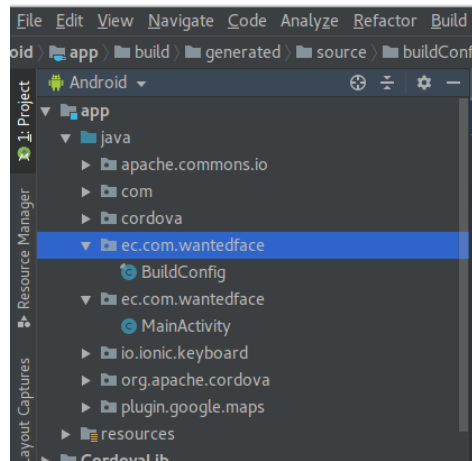 File Edit View Navigate Code Analyze Refactor Build
oid app build generated source buildConf
Android
1: Project
app
java
apache.commons.io
com
cordova
ec.com.wantedface
BuildConfig
ec.com.wantedface
MainActivity
io.ionic.keyboard
org.apache.cordova
plugin.google.maps
resources
CordovaLib
Resource Manager
ayout Captures